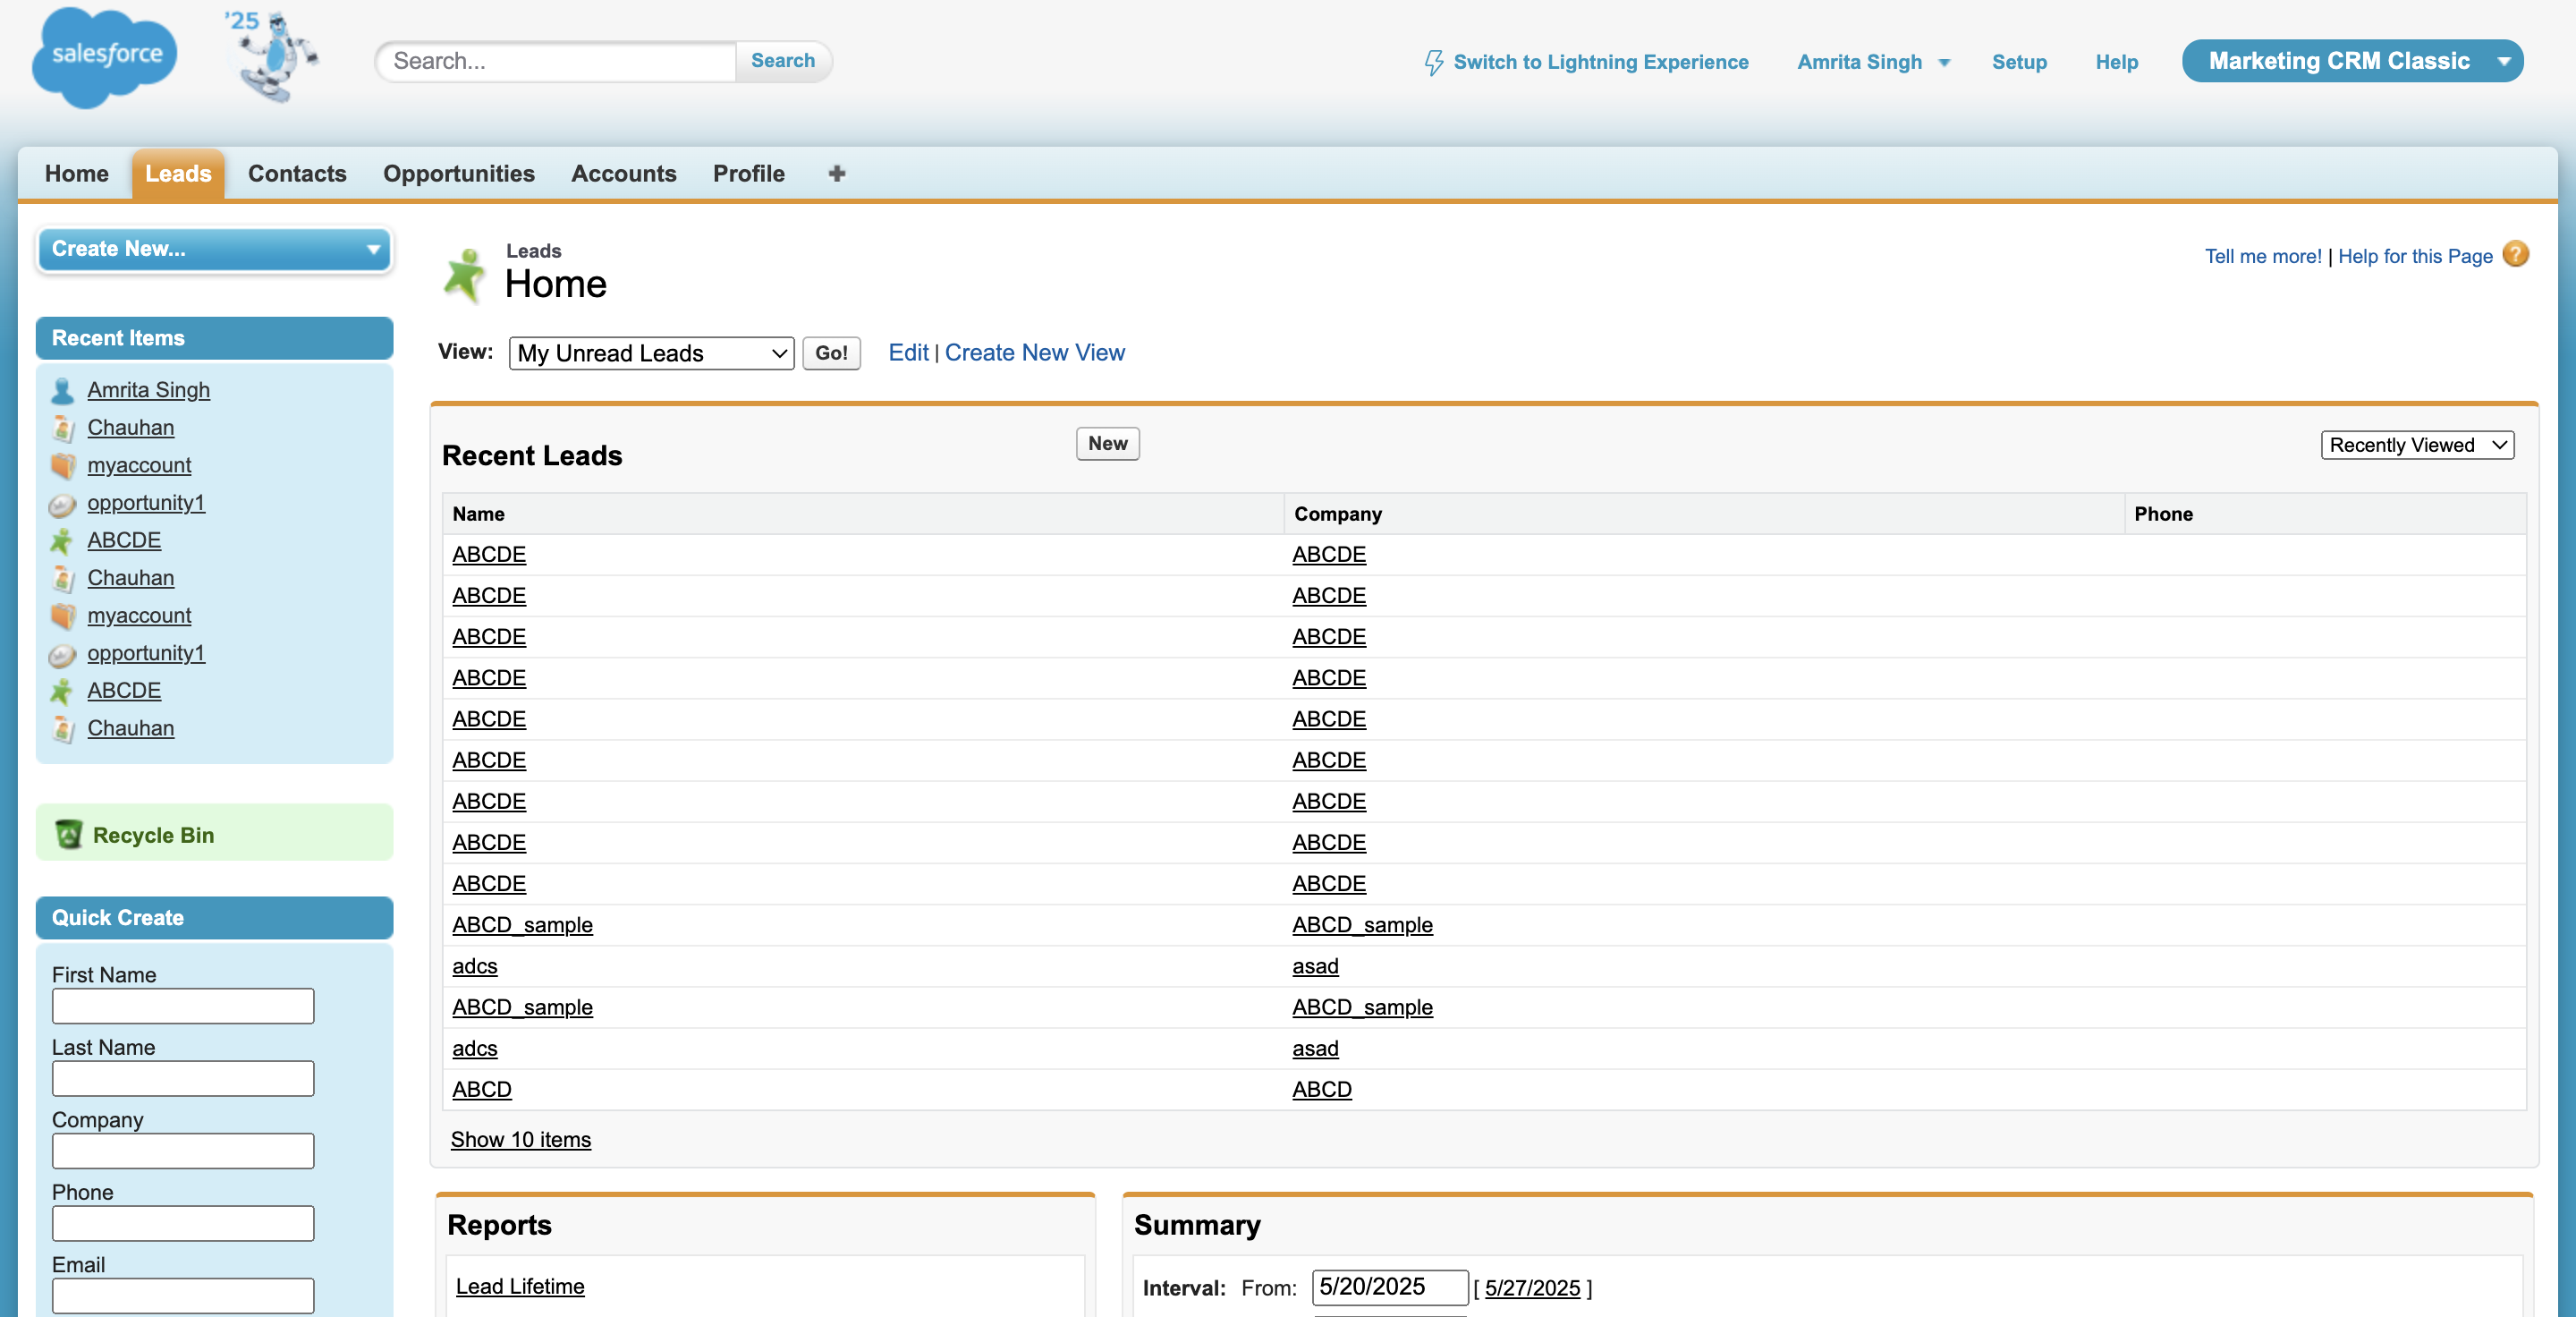 salesforce
'25
Search...
Search
Switch to Lightning Experience
Amrita Singh
Setup
Help
Marketing CRM Classic
Home
Leads
Contacts
Opportunities
Accounts
Profile
Create New...
Recent Items
Amrita Singh
Chauhan
myaccount
opportunity1
ABCDE
Chauhan
myaccount
opportunity1
ABCDE
Chauhan
Recycle Bin
Quick Create
First Name
Last Name
Company
Phone
Email
Leads
Home
Tell me more! | Help for this Page
View: My Unread Leads Go! Edit | Create New View
Recent Leads
New
Recently Viewed
Name Company Phone
ABCDE ABCDE
ABCDE ABCDE
ABCDE ABCDE
ABCDE ABCDE
ABCDE ABCDE
ABCDE ABCDE
ABCDE ABCDE
ABCDE ABCDE
ABCDE ABCDE
ABCD_sample ABCD_sample
adcs asad
ABCD_sample ABCD_sample
adcs asad
ABCD ABCD
Show 10 items
Reports
Lead Lifetime
Summary
Interval: From: 5/20/2025 [ 5/27/2025 ]